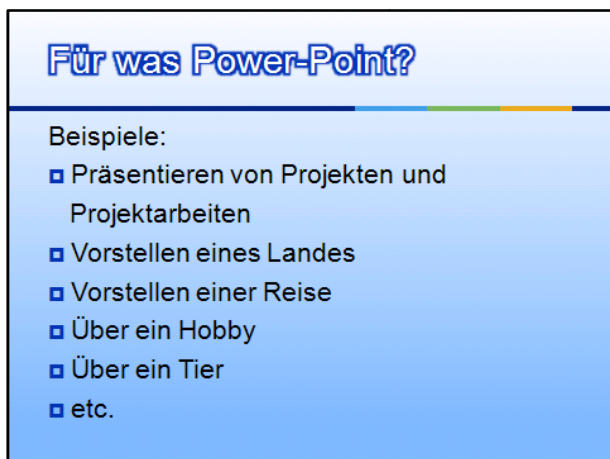 Für was Power-Point?
Beispiele:
Präsentieren von Projekten und
Projektarbeiten
Vorstellen eines Landes
Vorstellen einer Reise
Über ein Hobby
Über ein Tier
etc.